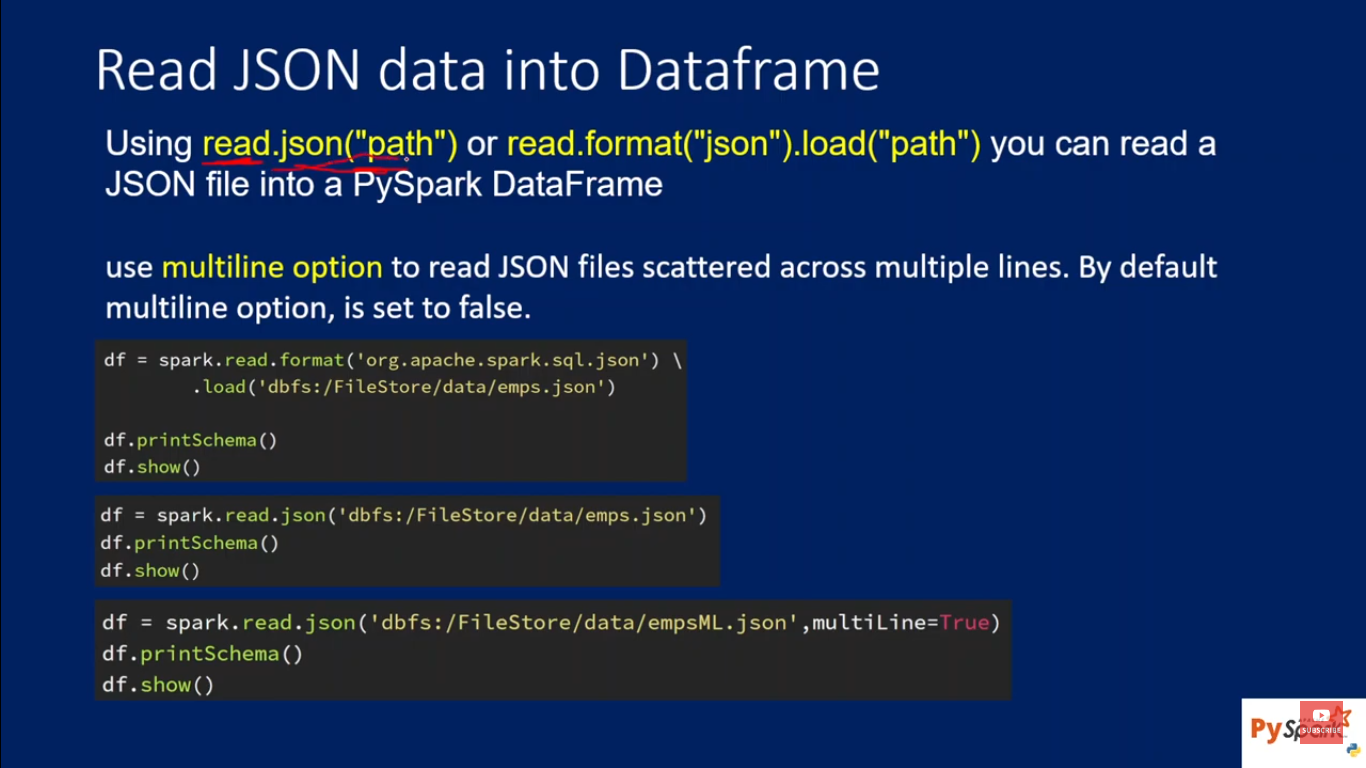 Read JSON data into Dataframe
Using read.json("path") or read.format("json").load("path") you can read a
JSON file into a PySpark DataFrame
use multiline option to read JSON files scattered across multiple lines. By default
multiline option, is set to false.
df = spark.read.format('org.apache.spark.sql.json') \
.load('dbfs:/FileStore/data/emps.json')
df.printSchema()
df.show()
df = spark.read.json('dbfs:/FileStore/data/emps.json')
df.printSchema()
df.show()
df = spark.read.json('dbfs:/FileStore/data/empsML.json',multiLine=True)
df.printSchema()
df.show()
PySpark
SUBSCRIBE